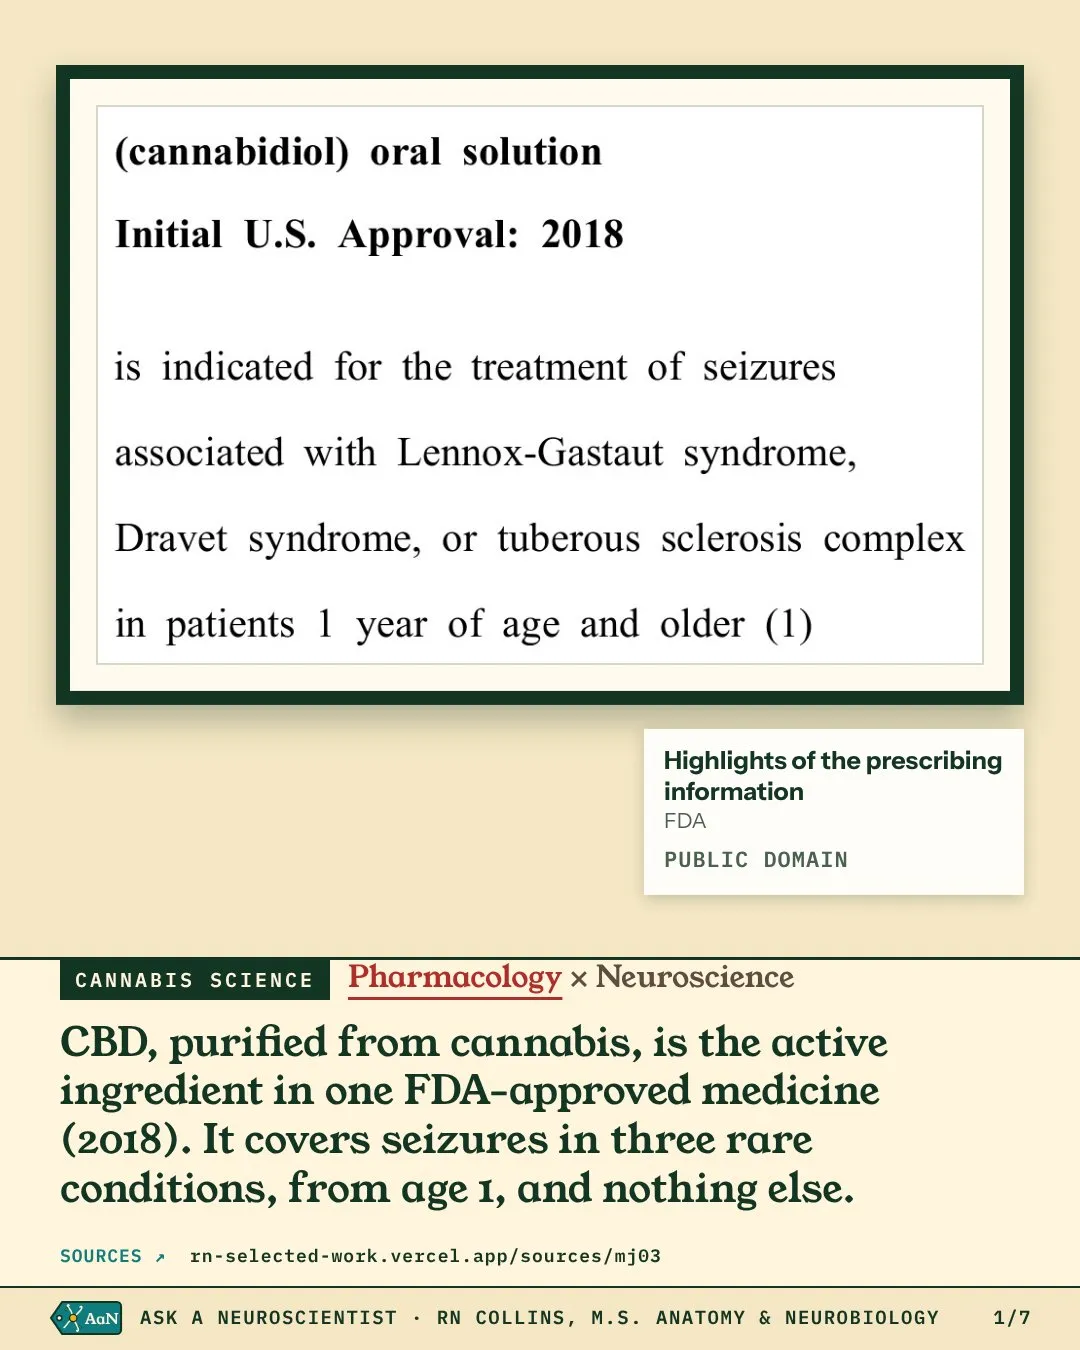 (cannabidiol) oral solution
Initial U.S. Approval: 2018
is indicated for the treatment of seizures
associated with Lennox-Gastaut syndrome,
Dravet syndrome, or tuberous sclerosis complex
in patients 1 year of age and older (1)
Highlights of the prescribing
information
FDA
PUBLIC DOMAIN
CANNABIS SCIENCE Pharmacology × Neuroscience
CBD, purified from cannabis, is the active
ingredient in one FDA-approved medicine
(2018). It covers seizures in three rare
conditions, from age 1, and nothing else.
SOURCES ↗ rn-selected-work.vercel.app/sources/mj03
AaN ASK A NEUROSCIENTIST · RN COLLINS, M.S. ANATOMY & NEUROBIOLOGY 1/7